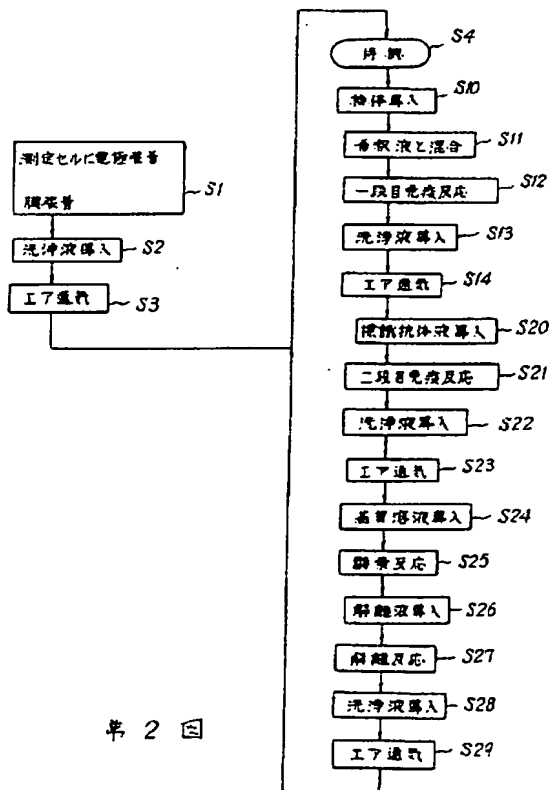 測定セルに電極装着
膜装着
S1
洗浄液導入
S2
エア通気
S3
待機
S4
検体導入
S10
希釈液と混合
S11
一段目免疫反応
S12
洗浄液導入
S13
エア通気
S14
標識抗体液導入
S20
二段目免疫反応
S21
洗浄液導入
S22
エア通気
S23
基質溶液導入
S24
酵素反応
S25
解離液導入
S26
解離反応
S27
洗浄液導入
S28
エア通気
S29
第2図